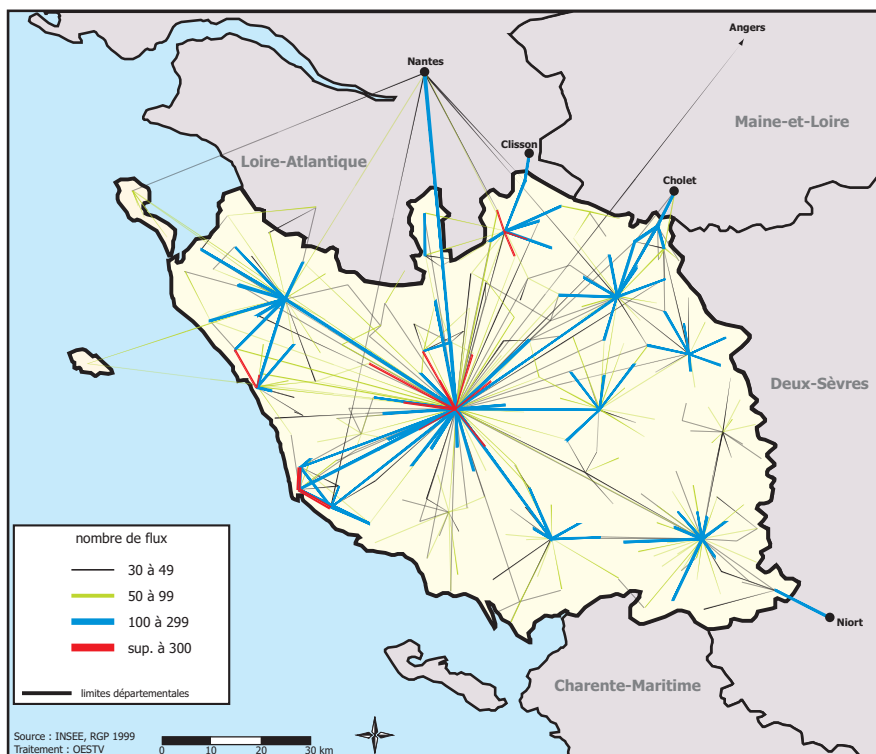 Angers
Nantes
Maine-et-Loire
Clisson
Loire-Atlantique
Cholet
Deux-Sèvres
nombre de flux
30 à 49
50 à 99
100 à 299
sup. à 300
limites départementales
Niort
Charente-Maritime
Source : INSEE, RGP 1999
Traitement : OESTV
0 10 20 30 km